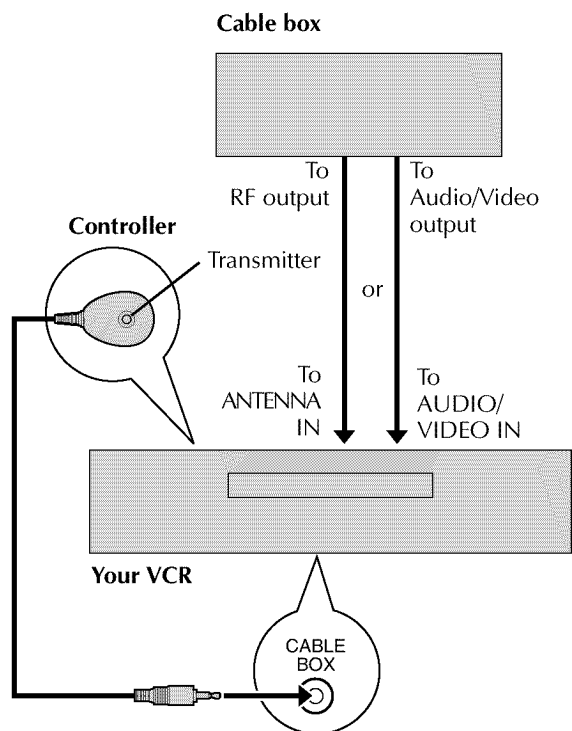 Cable box
To
RF output
To
Audio/Video
output
Controller
Transmitter
or
To
ANTENNA
IN
To
AUDIO/
VIDEO IN
Your VCR
CABLE
BOX